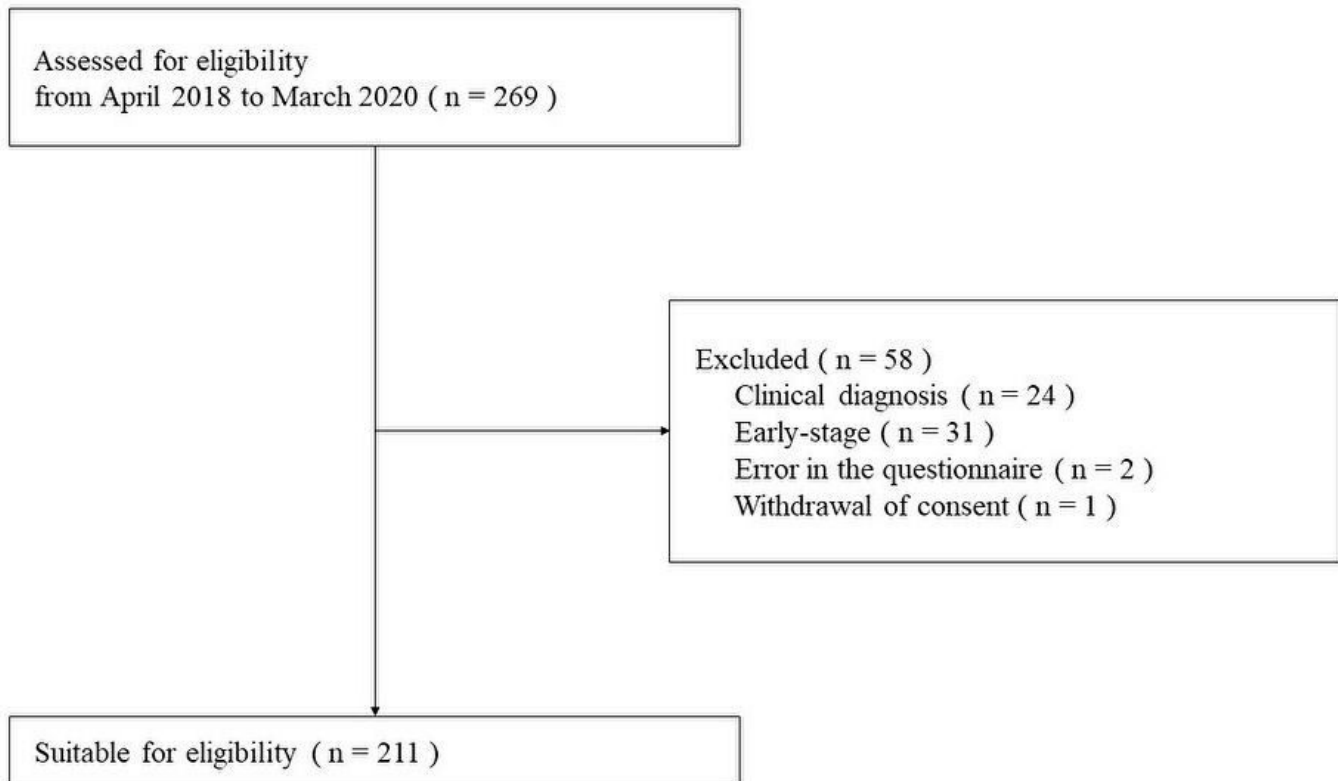 Assessed for eligibility
from April 2018 to March 2020 ( n = 269 )
Excluded ( n = 58 )
Clinical diagnosis ( n = 24 )
Early-stage ( n = 31 )
Error in the questionnaire ( n = 2 )
Withdrawal of consent ( n = 1 )
Suitable for eligibility ( n = 211 )